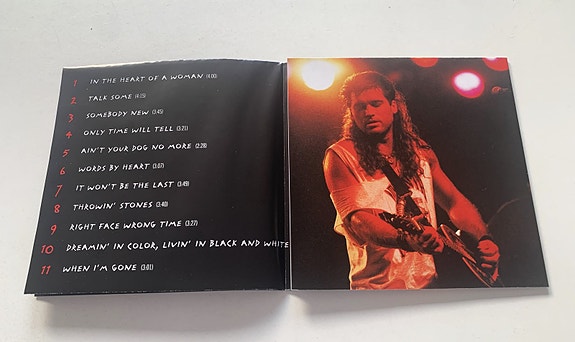 1 IN THE HEART OF A WOMAN (4:00)
2 TALK SOME (4:15)
3 SOMEBODY NEW (3:45)
4 ONLY TIME WILL TELL (3:21)
5 AIN'T YOUR DOG NO MORE (2:28)
6 WORDS BY HEART (3:07)
7 IT WON'T BE THE LAST (3:49)
8 THROWIN' STONES (3:40)
9 RIGHT FACE WRONG TIME (3:27)
10 DREAMIN' IN COLOR, LIVIN' IN BLACK AND WHITE
11 WHEN I'M GONE (3:01)